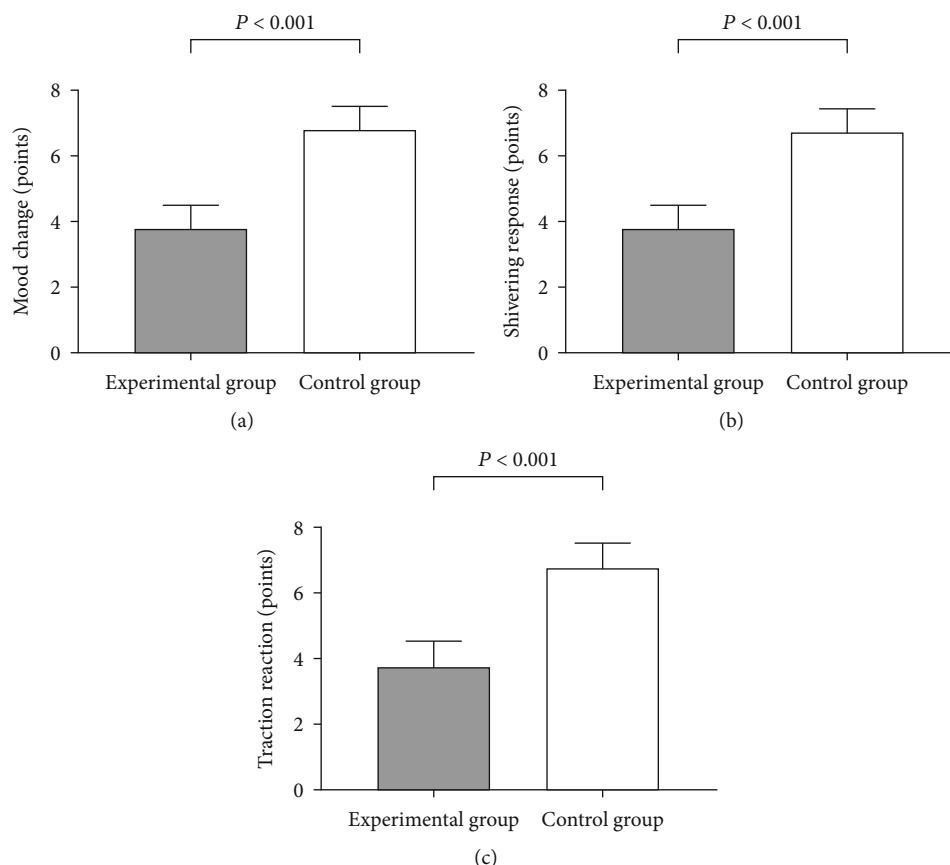 P < 0.001
8
6
4
2
0
Mood change (points)
Experimental group
Control group
(a)
P < 0.001
8
6
4
2
0
Shivering response (points)
Experimental group
Control group
(b)
P < 0.001
8
6
4
2
0
Traction reaction (points)
Experimental group
Control group
(c)